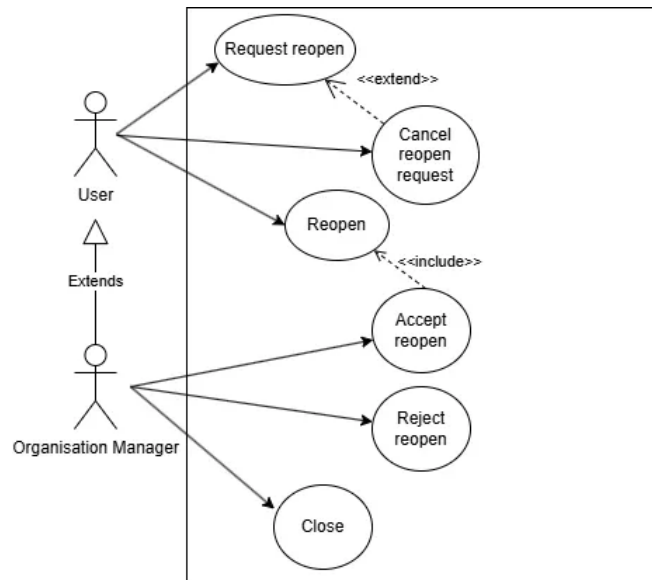 Request reopen
<<extend>>
Cancel
reopen
request
User
Reopen
<<include>>
Extends
Accept
reopen
Reject
reopen
Organisation Manager
Close